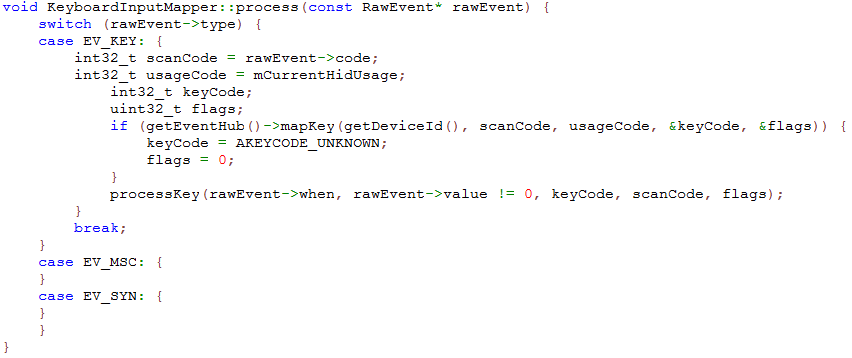 void KeyboardInputMapper::process(const RawEvent* rawEvent) {
    switch (rawEvent->type) {
    case EV_KEY: {
        int32_t scanCode = rawEvent->code;
        int32_t usageCode = mCurrentHidUsage;
            int32_t keyCode;
            uint32_t flags;
            if (getEventHub()->mapKey(getDeviceId(), scanCode, usageCode, &keyCode, &flags)) {
                keyCode = AKEYCODE_UNKNOWN;
                flags = 0;
            }
            processKey(rawEvent->when, rawEvent->value != 0, keyCode, scanCode, flags);
        }
        break;
    }
    case EV_MSC: {
    }
    case EV_SYN: {
    }
    }
}